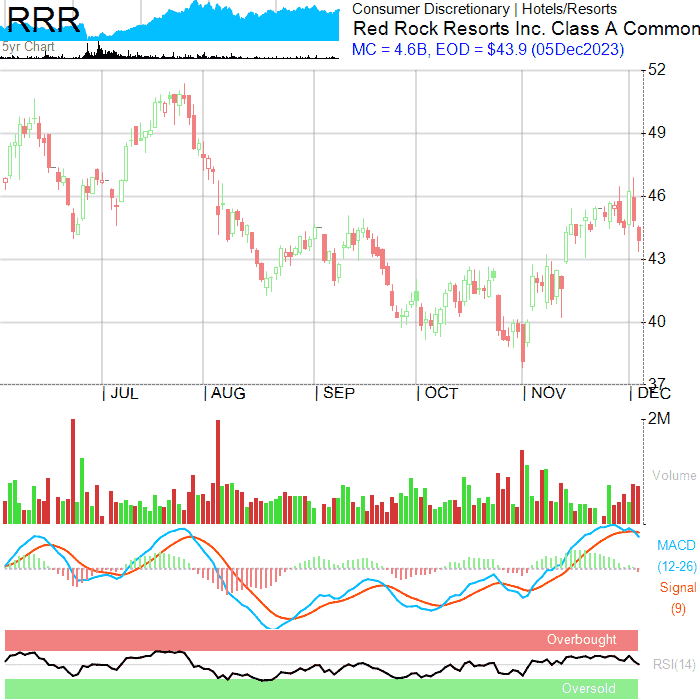 RRR
5yr Chart
Consumer Discretionary | Hotels/Resorts
Red Rock Resorts Inc. Class A Common
MC = 4.6B, EOD = $43.9 (05Dec2023)
52
49
46
43
40
37
| JUL | AUG | SEP | OCT | NOV | DEC
2M
Volume
MACD
(12-26)
Signal
(9)
Overbought
RSI(14)
Oversold